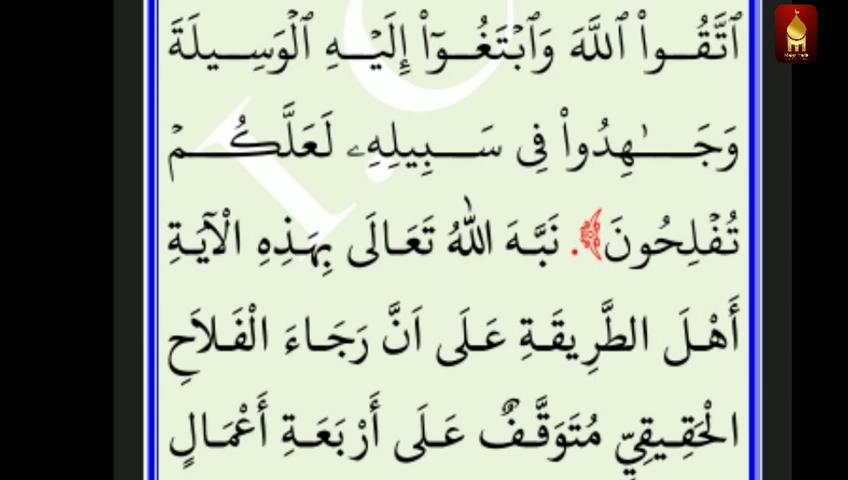 ٱتَّقُواْ ٱللَّهَ وَٱبۡتَغُوٓاْ إِلَيۡهِ ٱلۡوَسِيلَةَ
وَجَٰهِدُواْ فِي سَبِيلِهِۦ لَعَلَّكُمۡ
تُفۡلِحُونَ﴾. نَبَّهَ اللّٰهُ تَعَالَى بِهَذِهِ الْآيَةِ
أَهْلَ الطَّرِيقَةِ عَلَى اَنَّ رَجَاءَ الْفَلاَحِ
الْحَقِيقِيِّ مُتَوَقَّفٌ عَلَى أَرْبَعَةِ أَعْمَالٍ